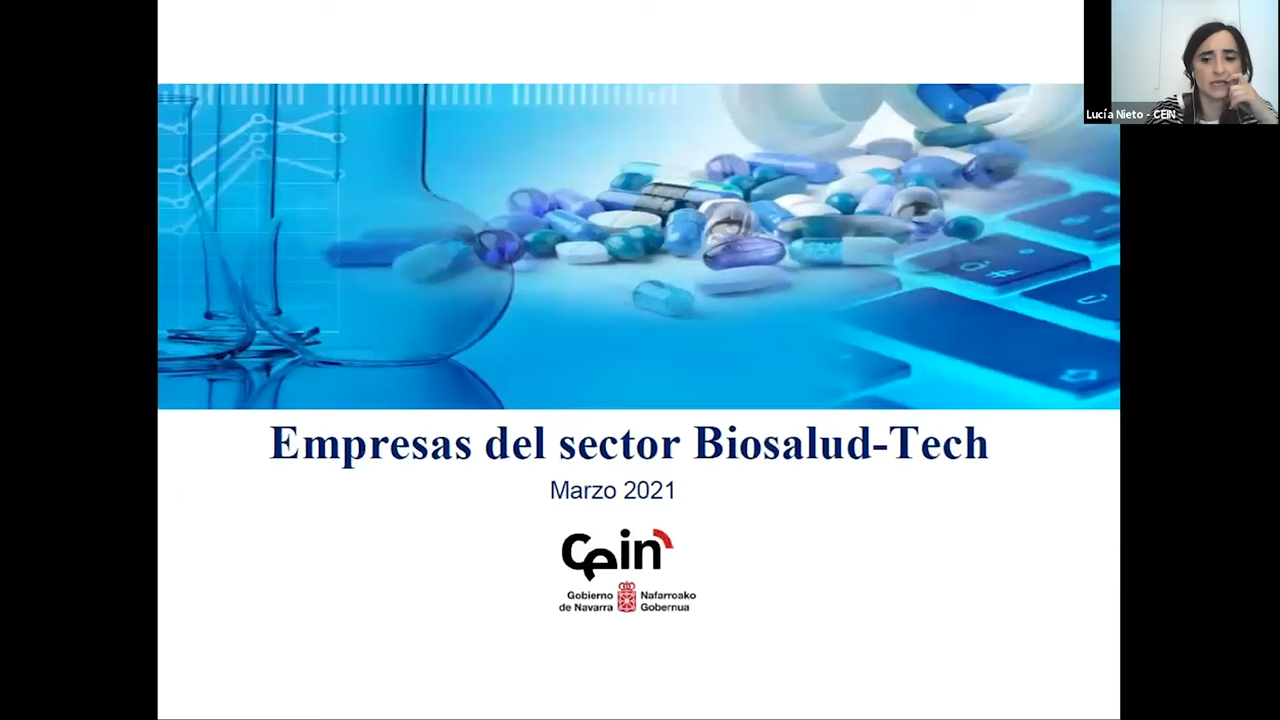 Lucía Nieto - CEIN
Empresas del sector Biosalud-Tech
Marzo 2021
cein
Gobierno
de Navarra
Nafarroako
Gobernua